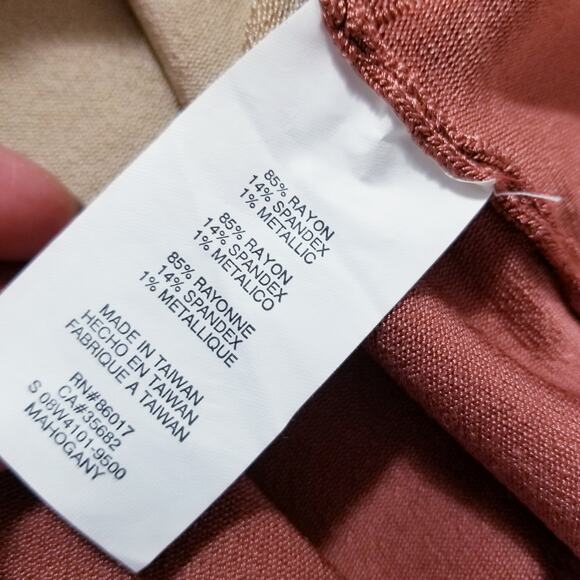 85% RAYON
14% SPANDEX
1% METALLIC
85% RAYON
14% SPANDEX
1% METALICO
85% RAYONNE
14% SPANDEX
1% METALLIQUE
MADE IN TAIWAN
HECHO EN TAIWAN
FABRIQUE A TAIWAN
RN#86017
CA#35682
S 08W4101-9500
MAHOGANY